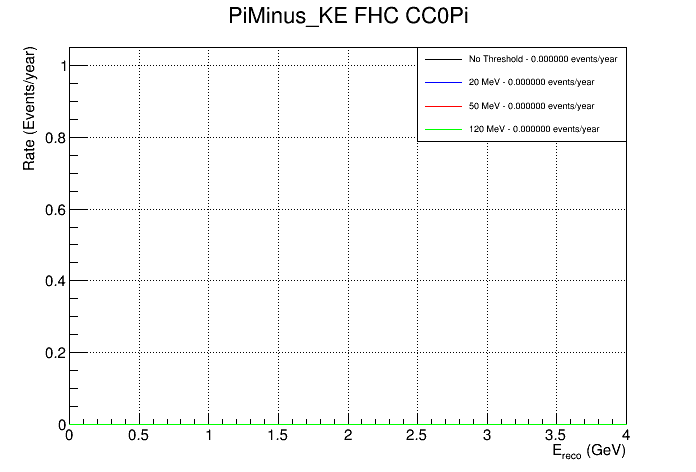 PiMinus_KE FHC CC0Pi
Rate (Events/year)
No Threshold - 0.000000 events/year
20 MeV - 0.000000 events/year
50 MeV - 0.000000 events/year
120 MeV - 0.000000 events/year
1
0.8
0.6
0.4
0.2
0
0 0.5 1 1.5 2 2.5 3 3.5 4
E_reco (GeV)